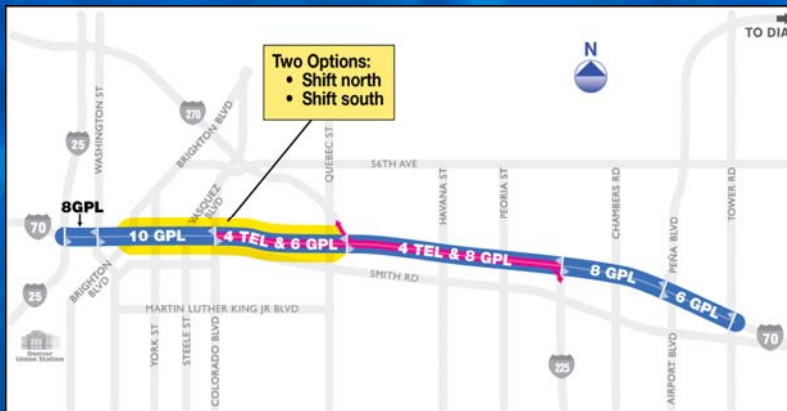 TO DIA
N
Two Options:
• Shift north
• Shift south
270
BRIGHTON BLVD
25
WASHINGTON ST
QUEBEC ST
56TH AVE
VASQUEZ BLVD
HAVANA ST
PEORIA ST
CHAMBERS RD
PEÑA BLVD
TOWER RD
8GPL
70
10 GPL
4 TEL & 6 GPL
4 TEL & 8 GPL
8 GPL
6 GPL
BRIGHTON BLVD
SMITH RD
25
MARTIN LUTHER KING JR BLVD
YORK ST
STEELE ST
COLORADO BLVD
225
AIRPORT BLVD
70
Denver
Union Station